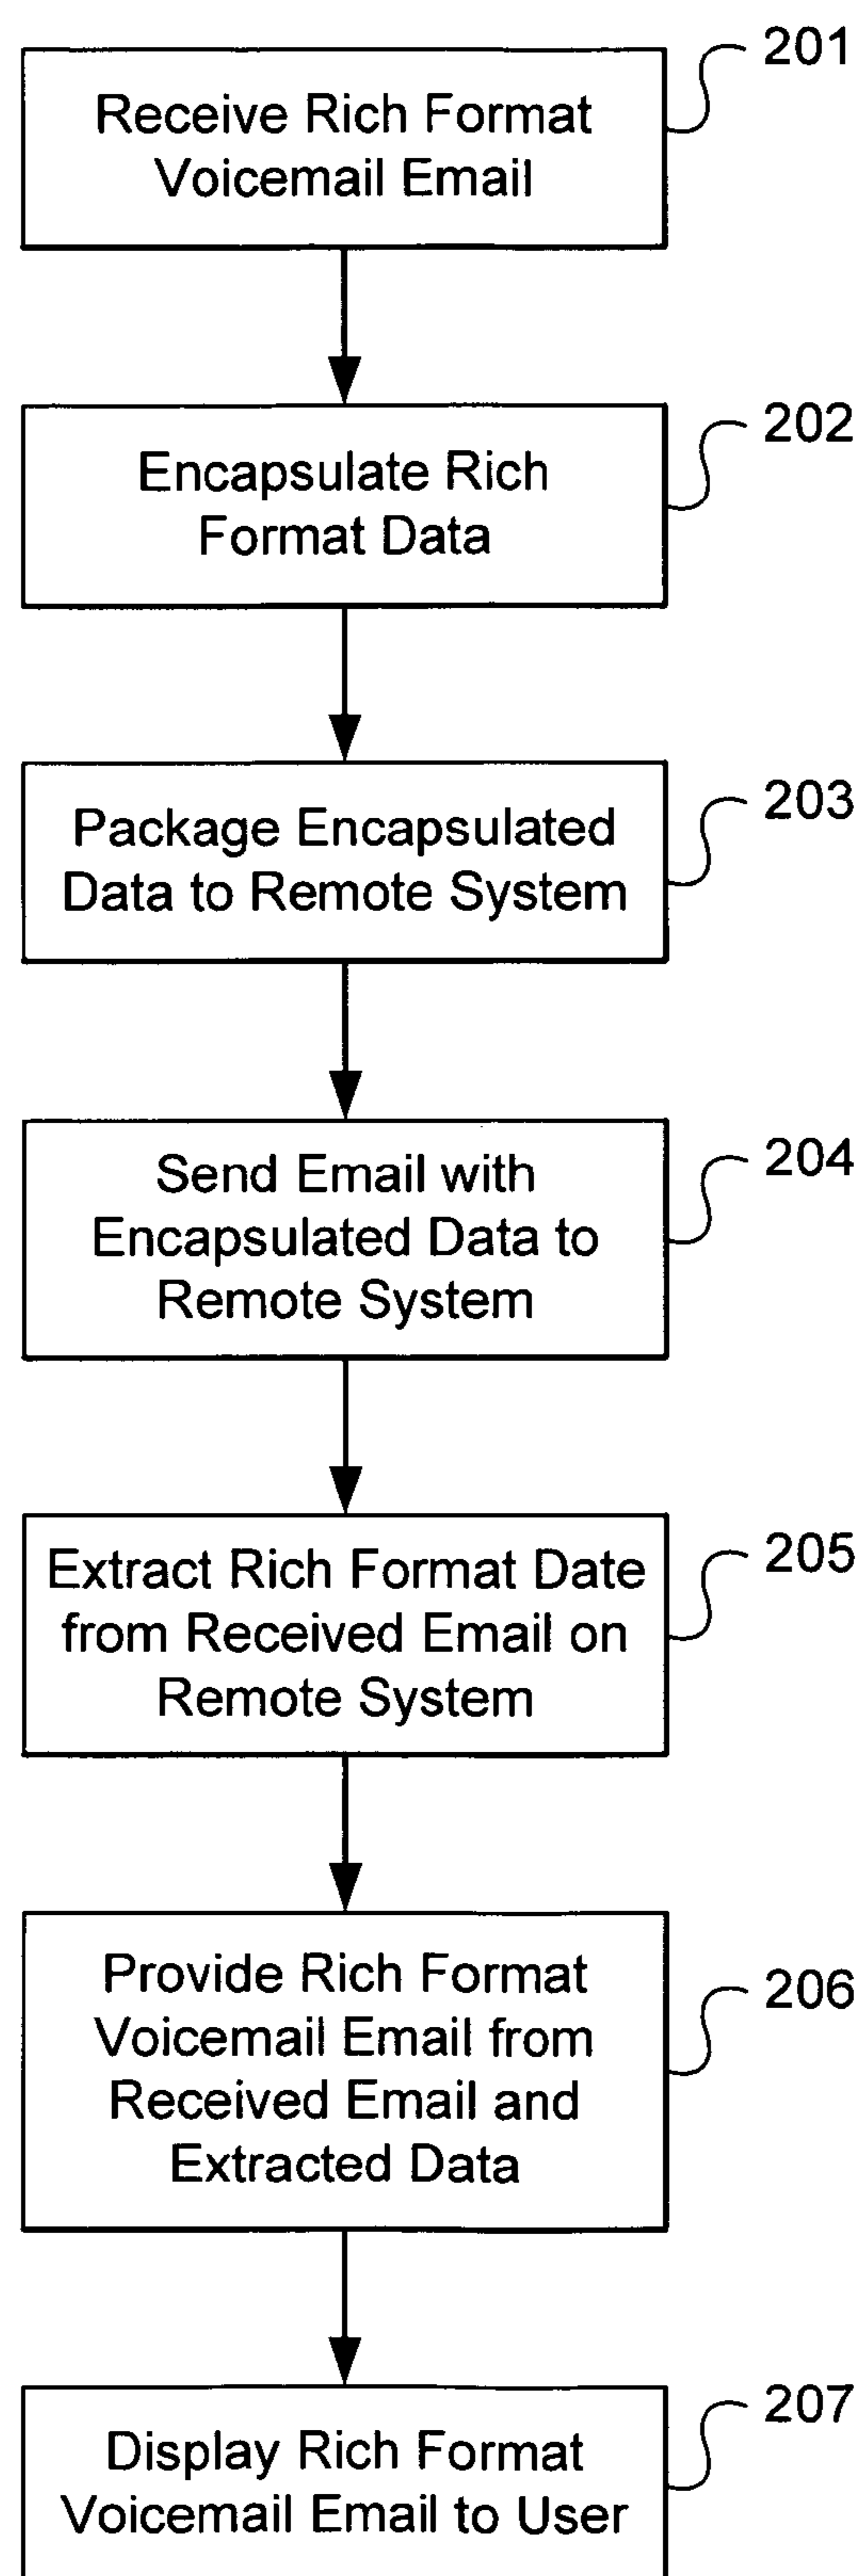 201
Receive Rich Format
Voicemail Email
202
Encapsulate Rich
Format Data
203
Package Encapsulated
Data to Remote System
204
Send Email with
Encapsulated Data to
Remote System
205
Extract Rich Format Date
from Received Email on
Remote System
206
Provide Rich Format
Voicemail Email from
Received Email and
Extracted Data
207
Display Rich Format
Voicemail Email to User